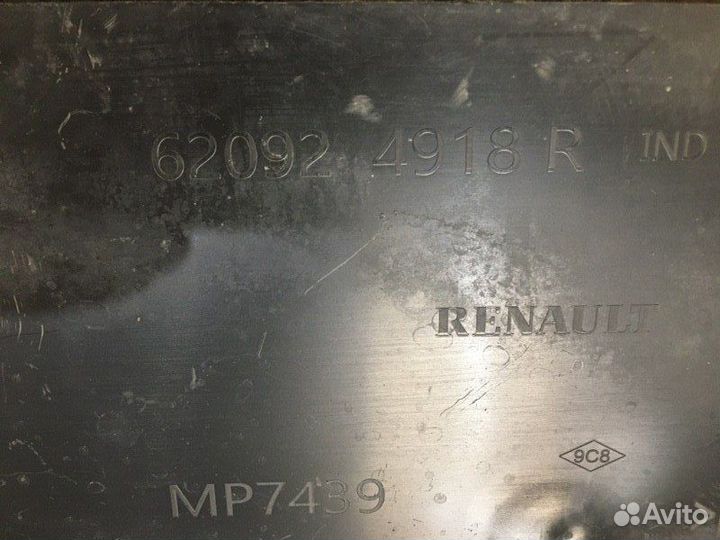 62092 4918 R IND
RENAULT
9C8
MP7439
Avito